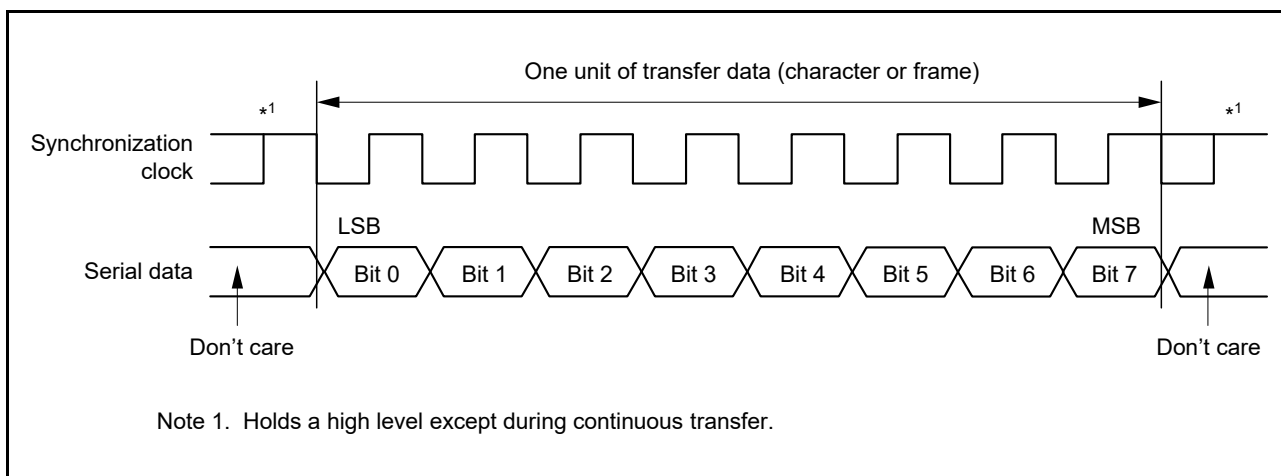 One unit of transfer data (character or frame)
*1
*1
Synchronization
clock
LSB
MSB
Serial data
Bit 0
Bit 1
Bit 2
Bit 3
Bit 4
Bit 5
Bit 6
Bit 7
Don’t care
Don’t care
Note 1. Holds a high level except during continuous transfer.